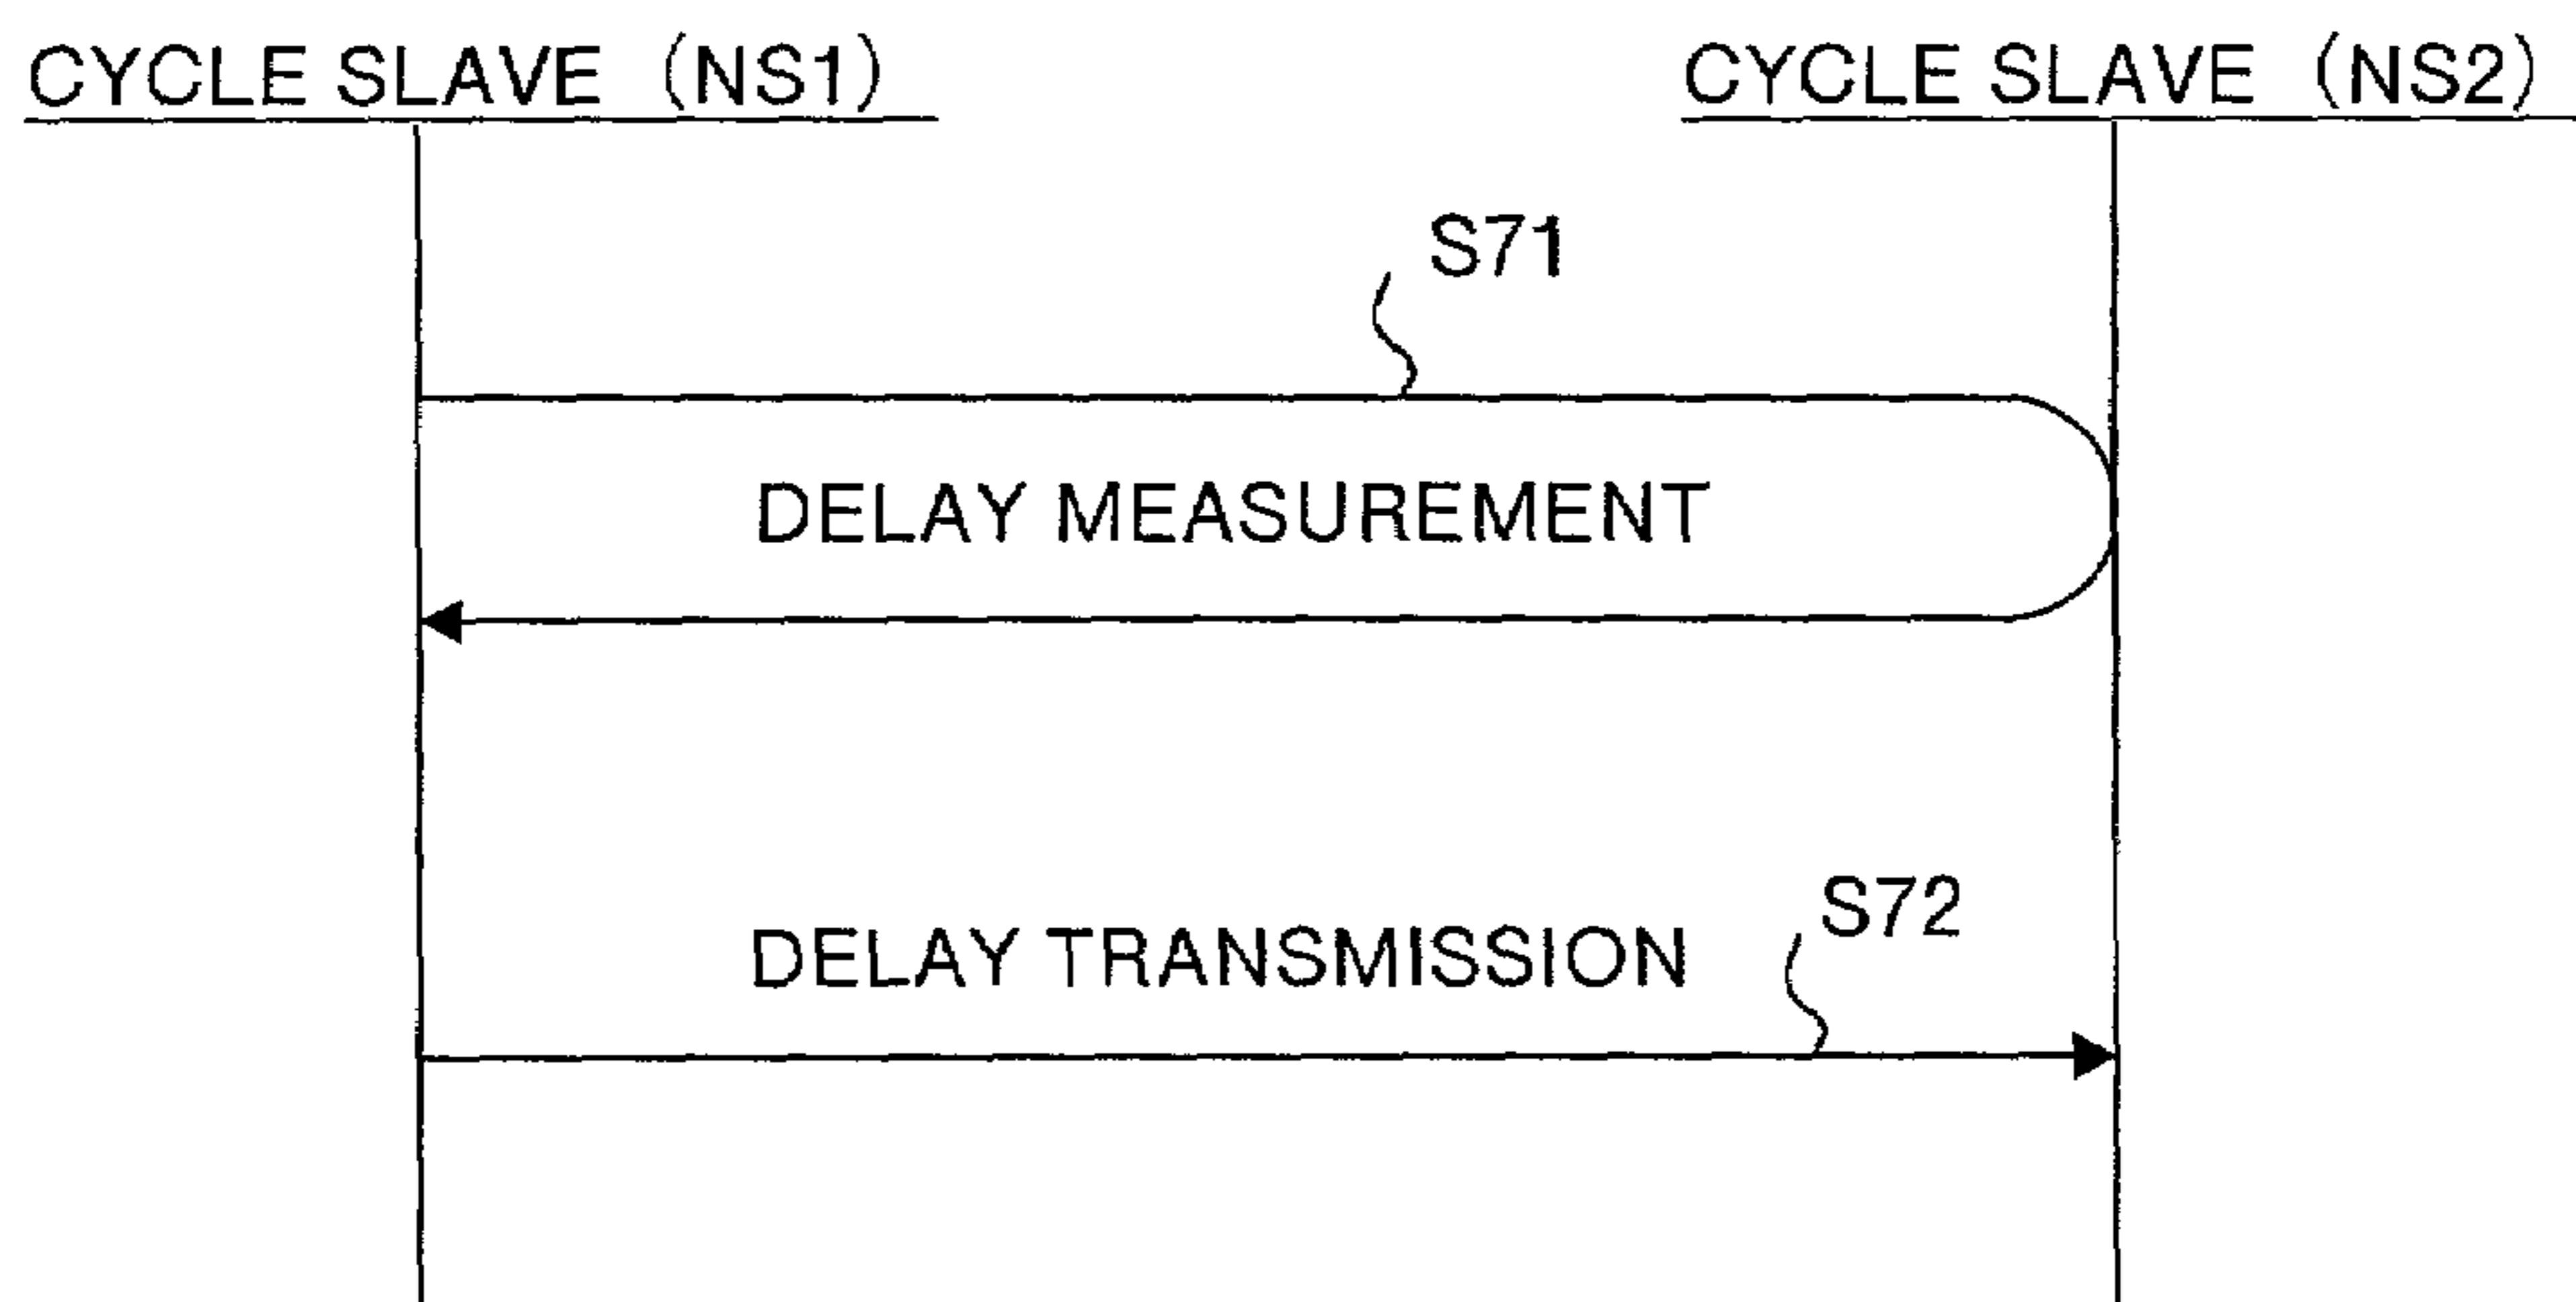 CYCLE SLAVE (NS1)
CYCLE SLAVE (NS2)
S71
DELAY MEASUREMENT
S72
DELAY TRANSMISSION